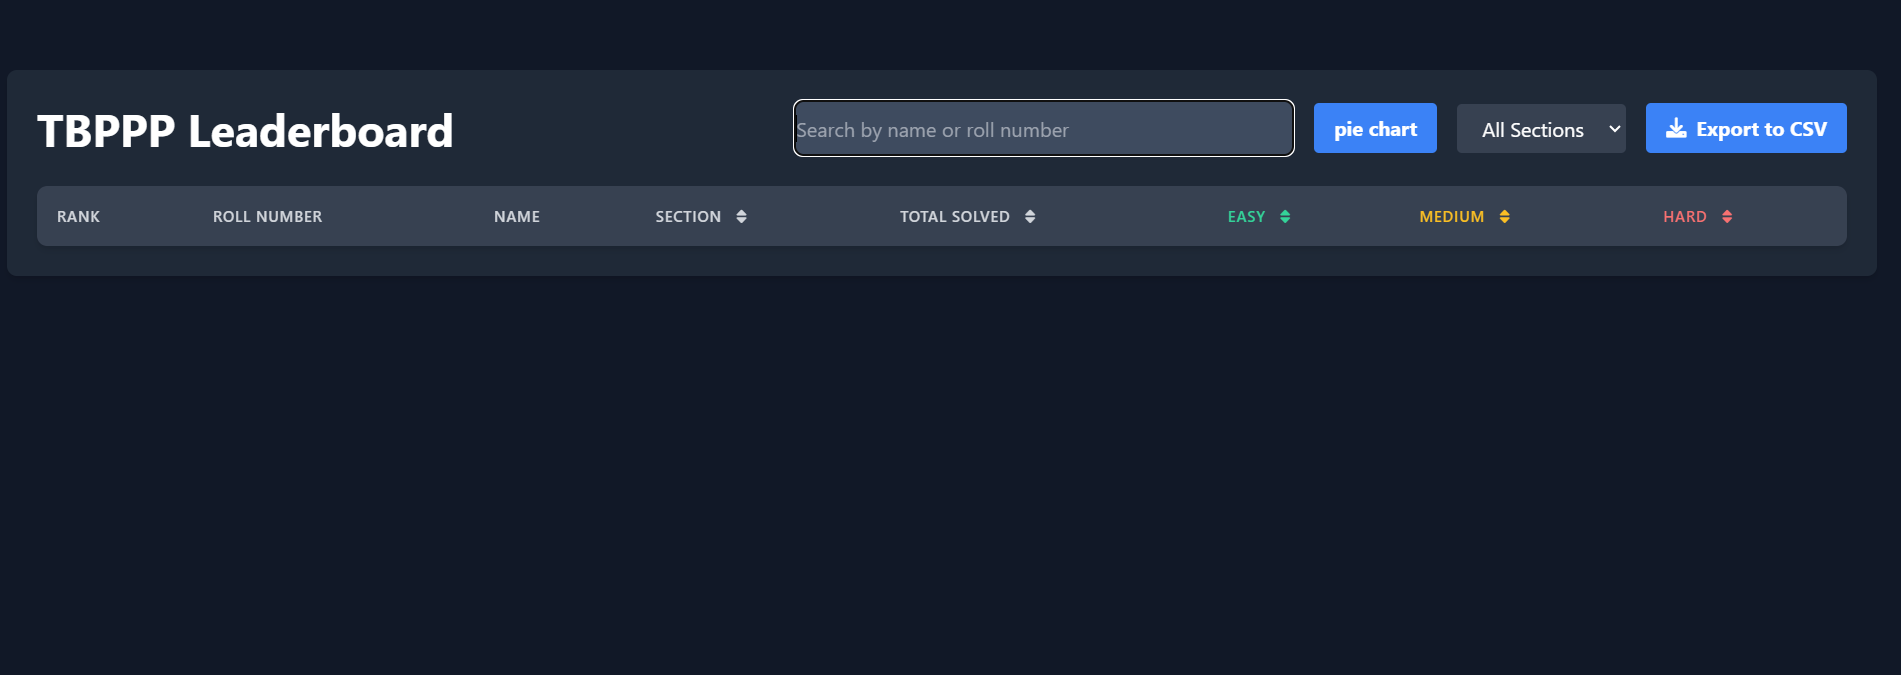 TBPPP Leaderboard
Search by name or roll number
pie chart
All Sections
Export to CSV
RANK ROLL NUMBER NAME SECTION TOTAL SOLVED EASY MEDIUM HARD